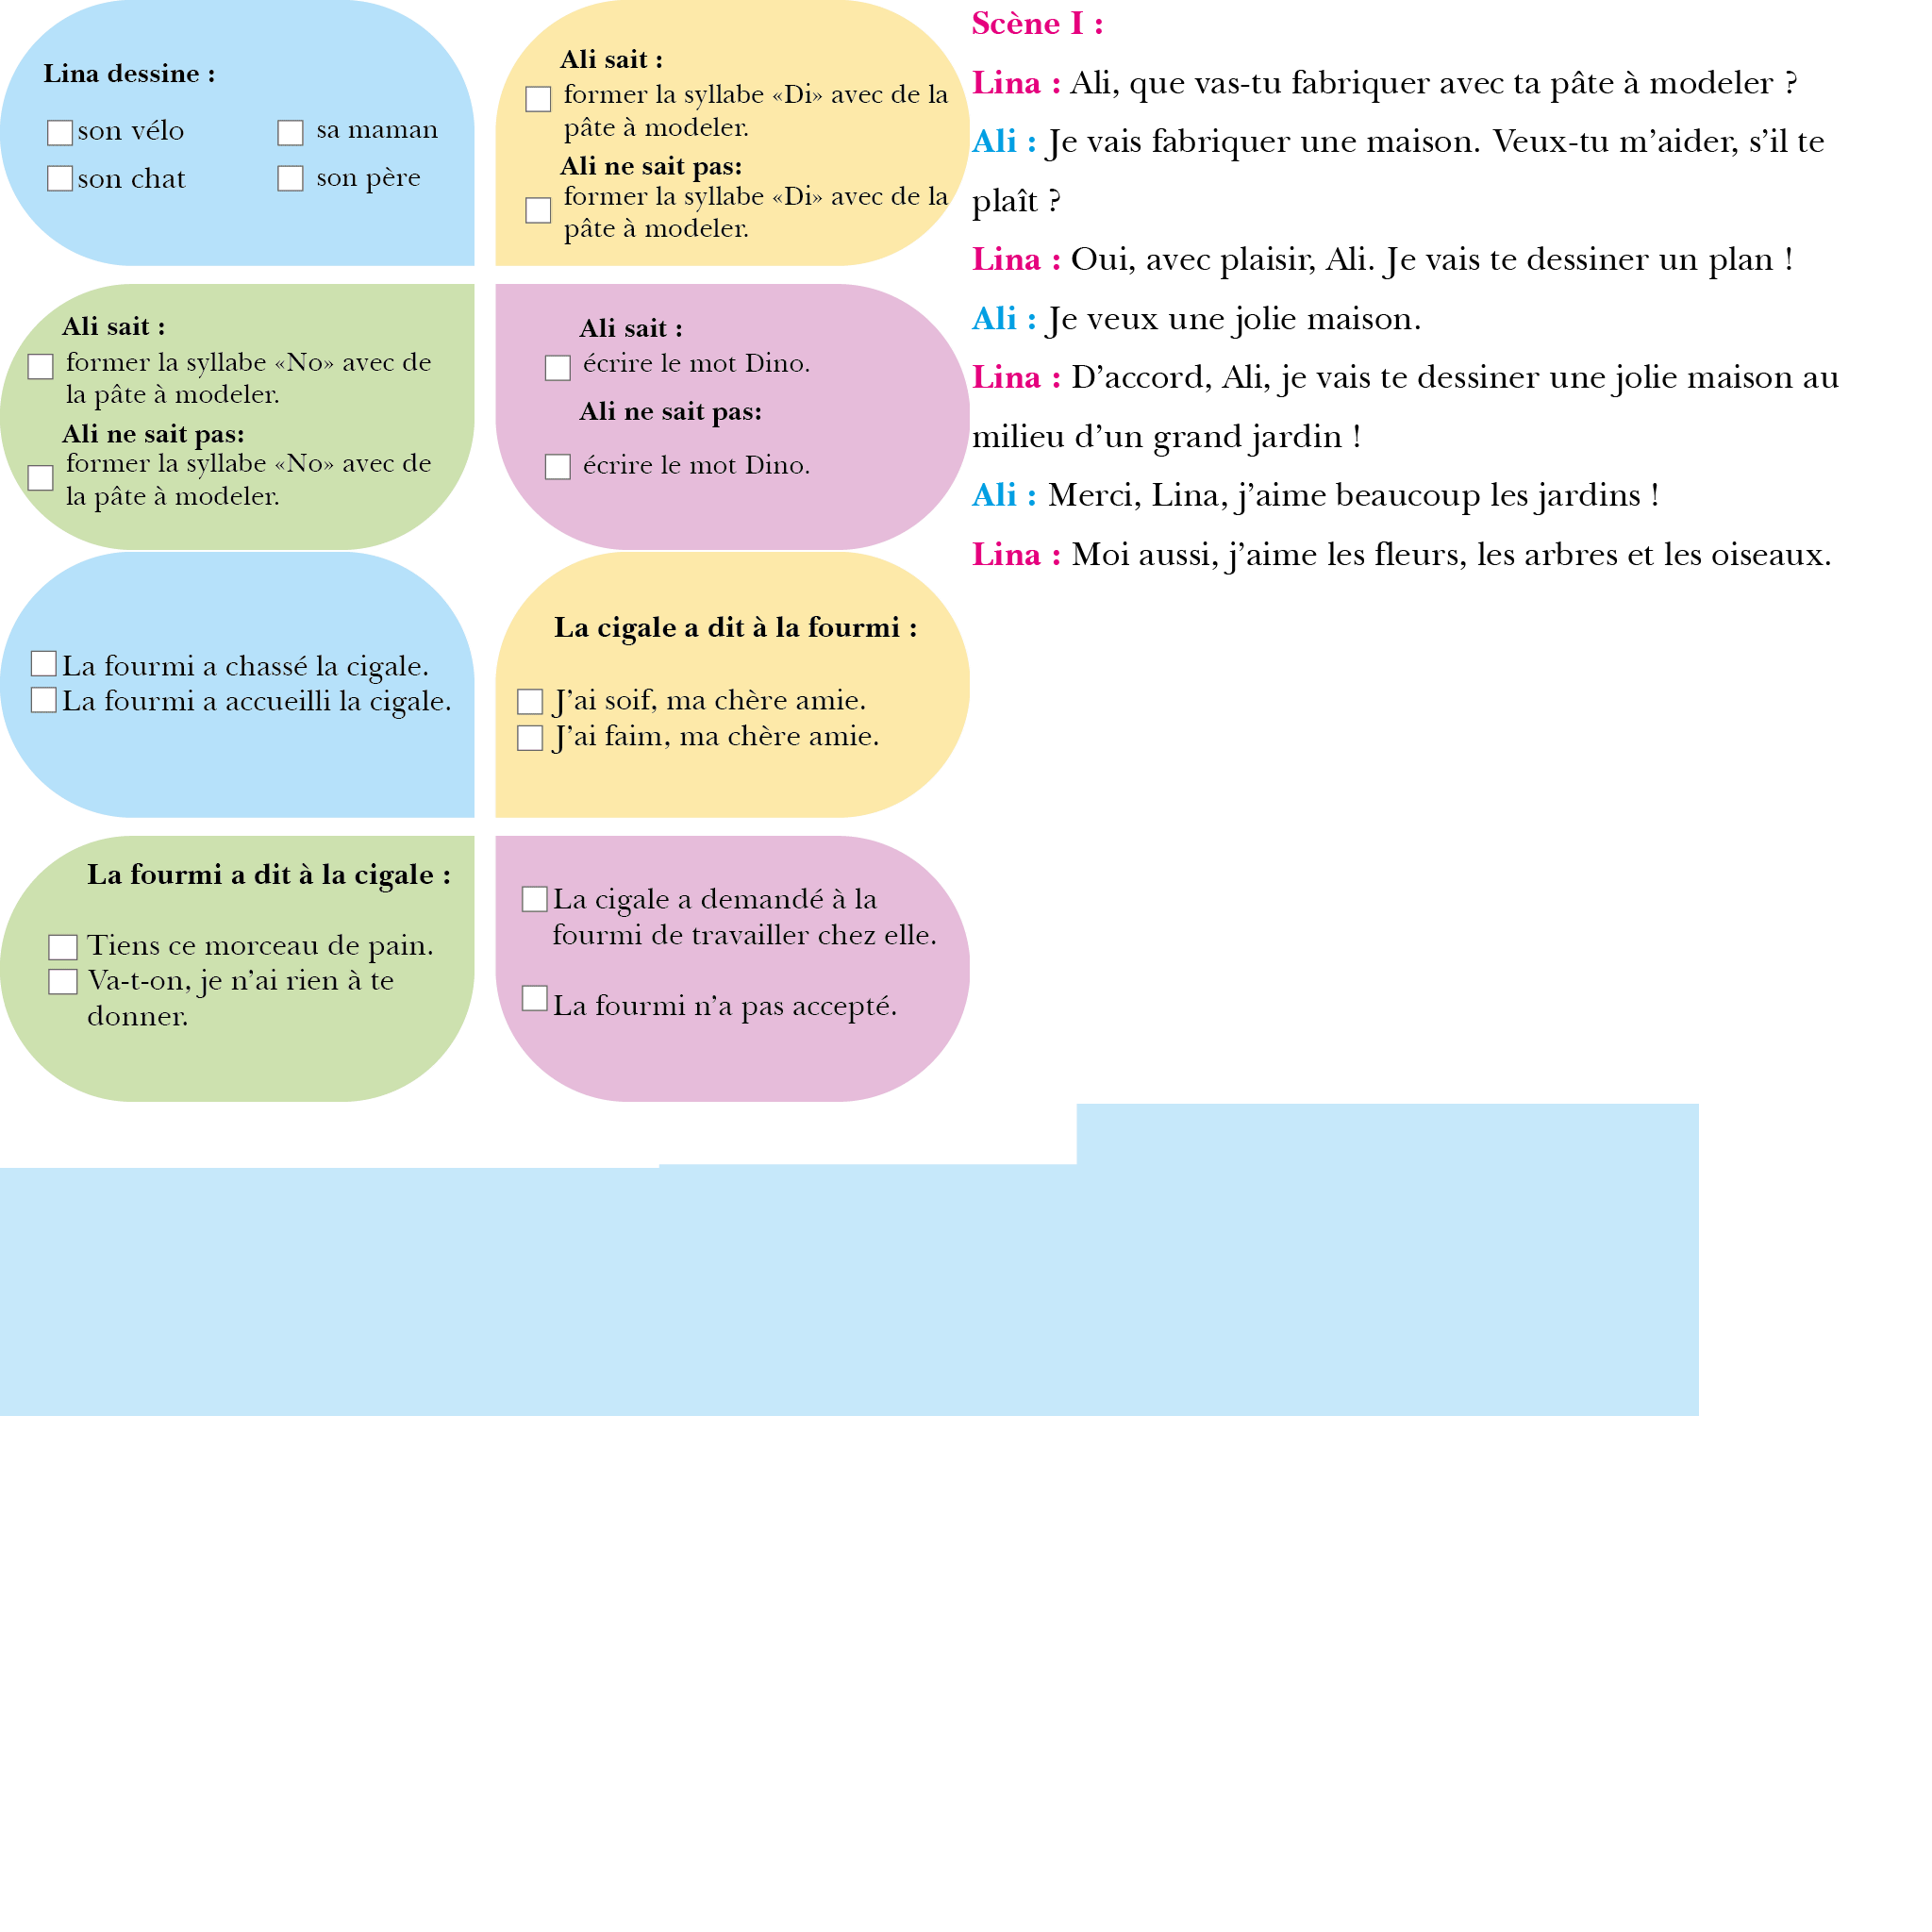 Lina dessine :
son vélo
sa maman
son chat
son père
Ali sait :
former la syllabe «Di» avec de la
pâte à modeler.
Ali ne sait pas:
former la syllabe «Di» avec de la
pâte à modeler.
Ali sait :
former la syllabe «No» avec de
la pâte à modeler.
Ali ne sait pas:
former la syllabe «No» avec de
la pâte à modeler.
Ali sait :
écrire le mot Dino.
Ali ne sait pas:
écrire le mot Dino.
La fourmi a chassé la cigale.
La fourmi a accueilli la cigale.
La cigale a dit à la fourmi :
J’ai soif, ma chère amie.
J’ai faim, ma chère amie.
La fourmi a dit à la cigale :
Tiens ce morceau de pain.
Va-t-on, je n’ai rien à te
donner.
La cigale a demandé à la
fourmi de travailler chez elle.
La fourmi n’a pas accepté.
Scène I :
Lina : Ali, que vas-tu fabriquer avec ta pâte à modeler ?
Ali : Je vais fabriquer une maison. Veux-tu m’aider, s’il te
plaît ?
Lina : Oui, avec plaisir, Ali. Je vais te dessiner un plan !
Ali : Je veux une jolie maison.
Lina : D’accord, Ali, je vais te dessiner une jolie maison au
milieu d’un grand jardin !
Ali : Merci, Lina, j’aime beaucoup les jardins !
Lina : Moi aussi, j’aime les fleurs, les arbres et les oiseaux.